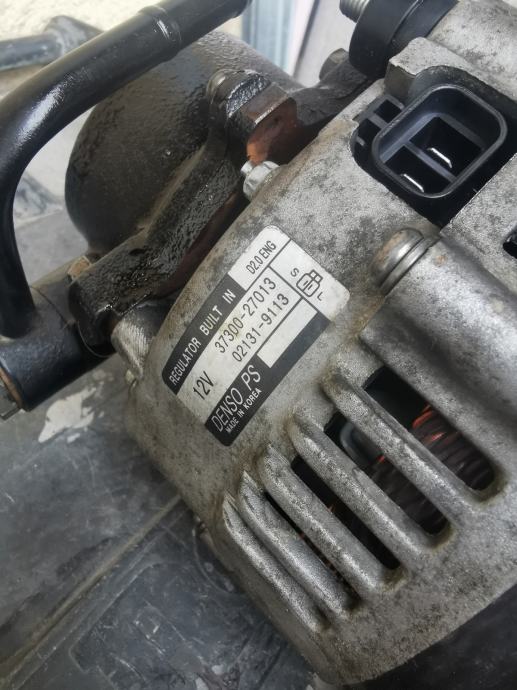 REGULATOR BUILT IN
D2.0 ENG
12V 37300-27013
02131-9113
S L
DENSO PS
MADE IN KOREA